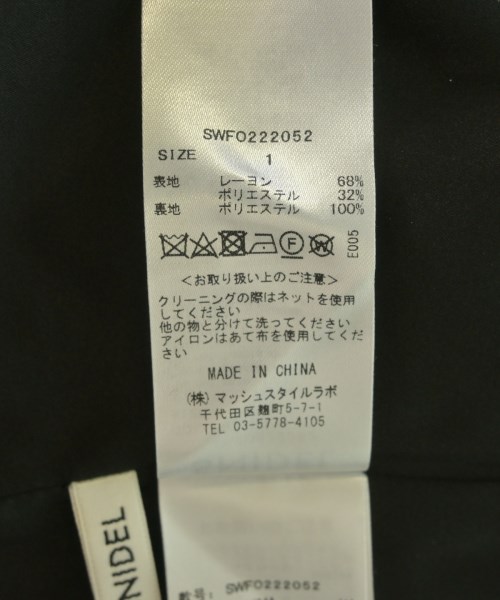 SWFO222052
SIZE 1
表地 レーヨン 68%
ポリエステル 32%
裏地 ポリエステル 100%
F W E005
＜お取り扱い上のご注意＞
クリーニングの際はネットを使用
してください
他の物と分けて洗ってください
アイロンはあて布を使用してくだ
さい
MADE IN CHINA
(株) マッシュスタイルラボ
千代田区麹町5-7-1
TEL 03-5778-4105
NIDEL
SWFO222052